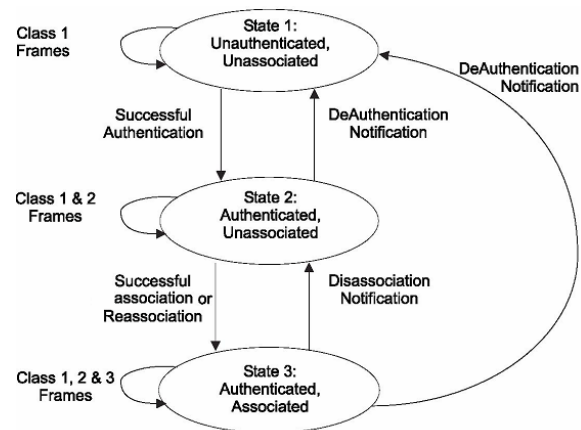 Class 1
Frames
State 1:
Unauthenticated,
Unassociated
DeAuthentication
Notification
Successful
Authentication
DeAuthentication
Notification
Class 1 & 2
Frames
State 2:
Authenticated,
Unassociated
Successful
association or
Reassociation
Disassociation
Notification
Class 1, 2 & 3
Frames
State 3:
Authenticated,
Associated